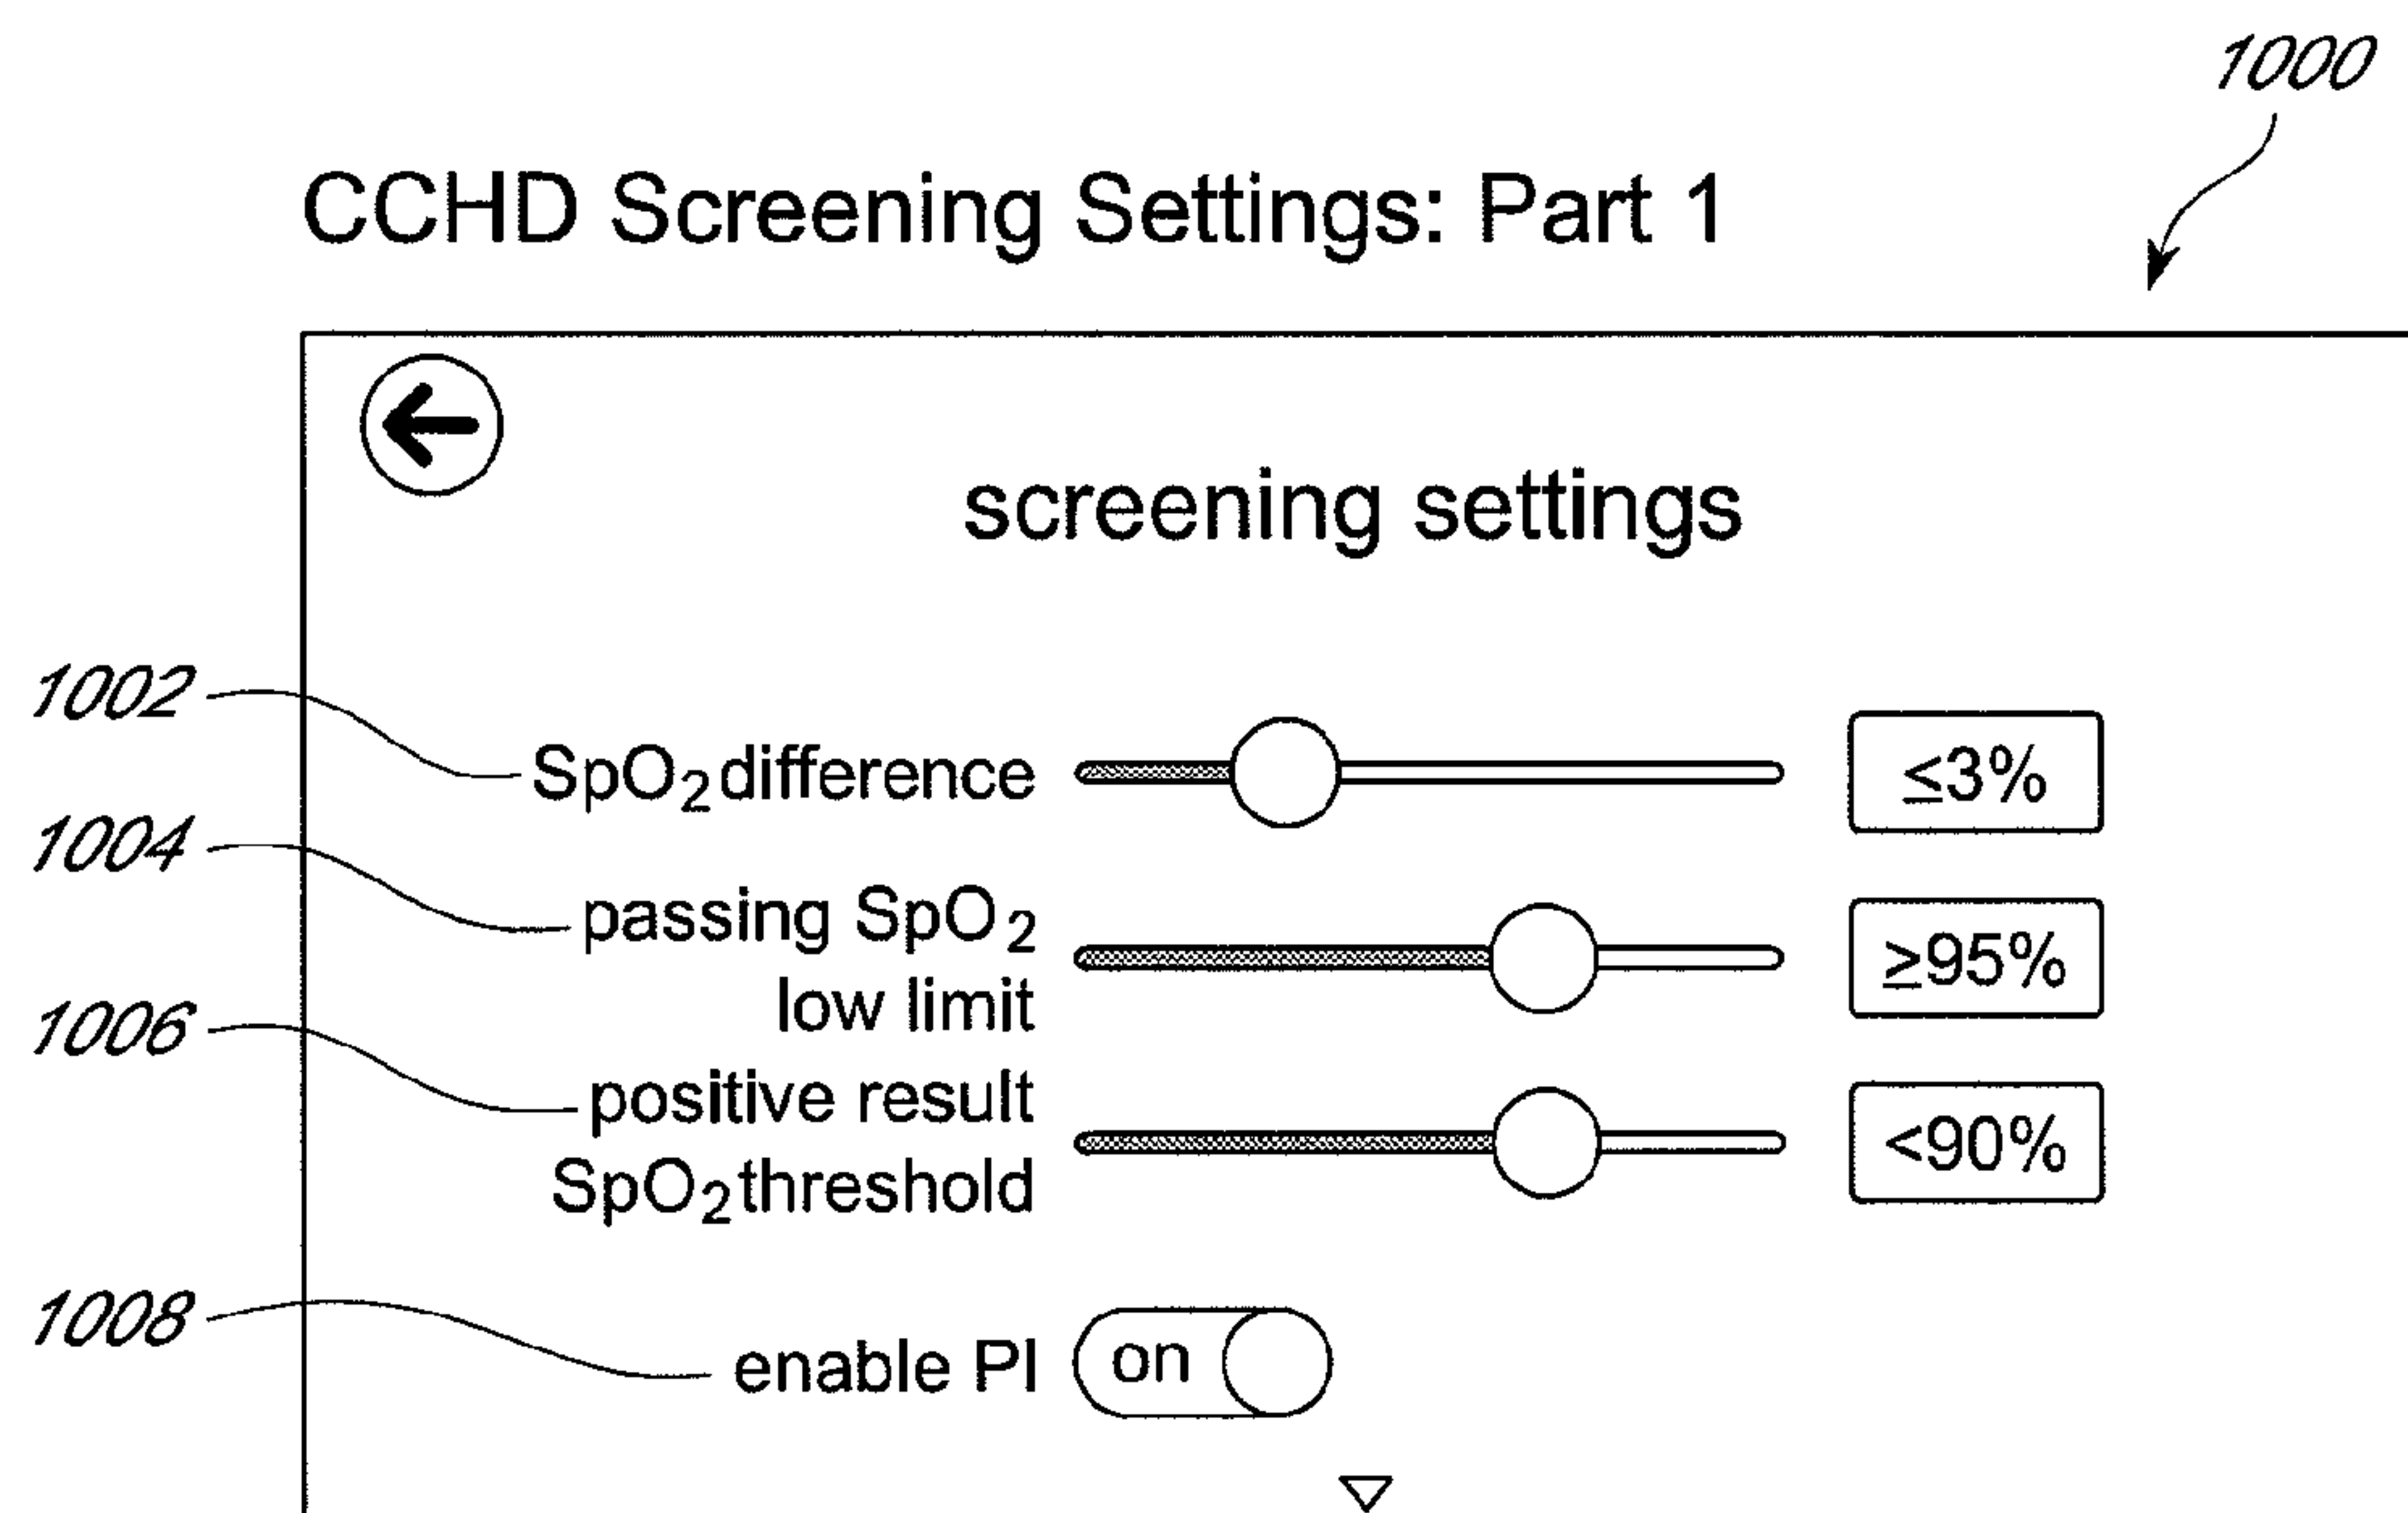 1000
CCHD Screening Settings: Part 1
screening settings
1002
SpO₂ difference
≤3%
1004
passing SpO₂
low limit
≥95%
1006
positive result
SpO₂ threshold
<90%
1008
enable PI
on